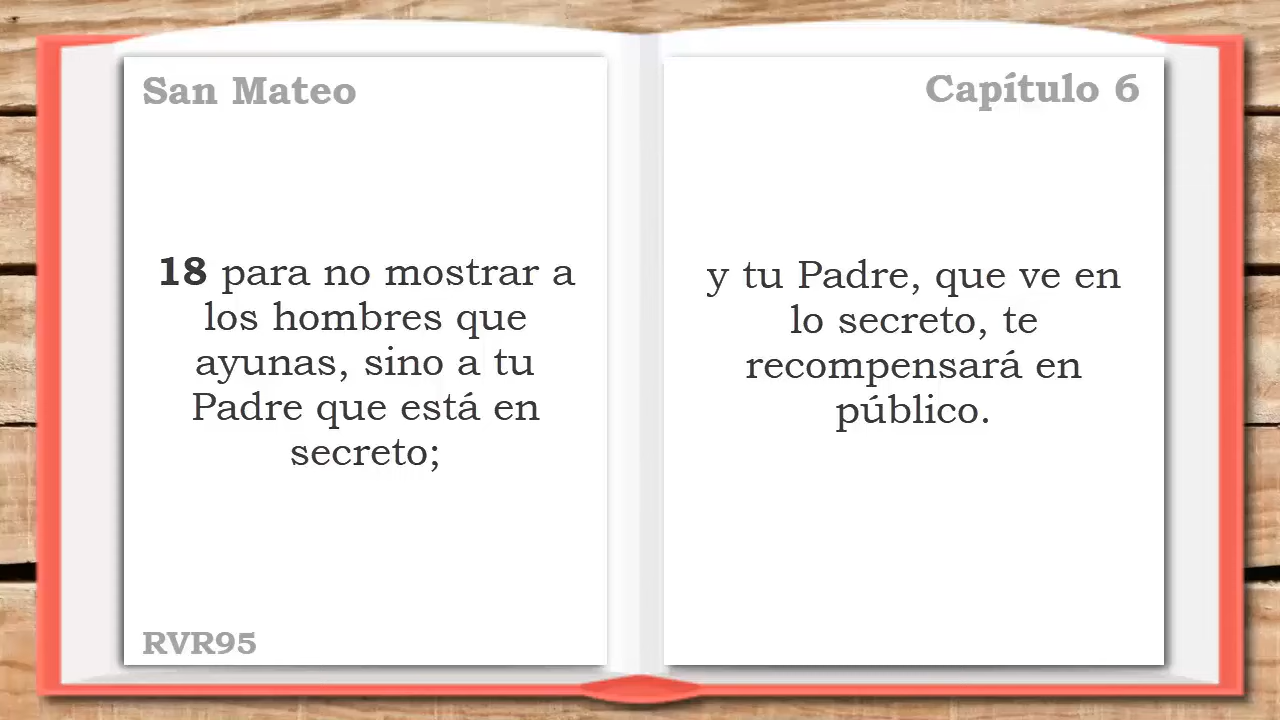 San Mateo
18 para no mostrar a
los hombres que
ayunas, sino a tu
Padre que está en
secreto;
RVR95
Capítulo 6
y tu Padre, que ve en
lo secreto, te
recompensará en
público.